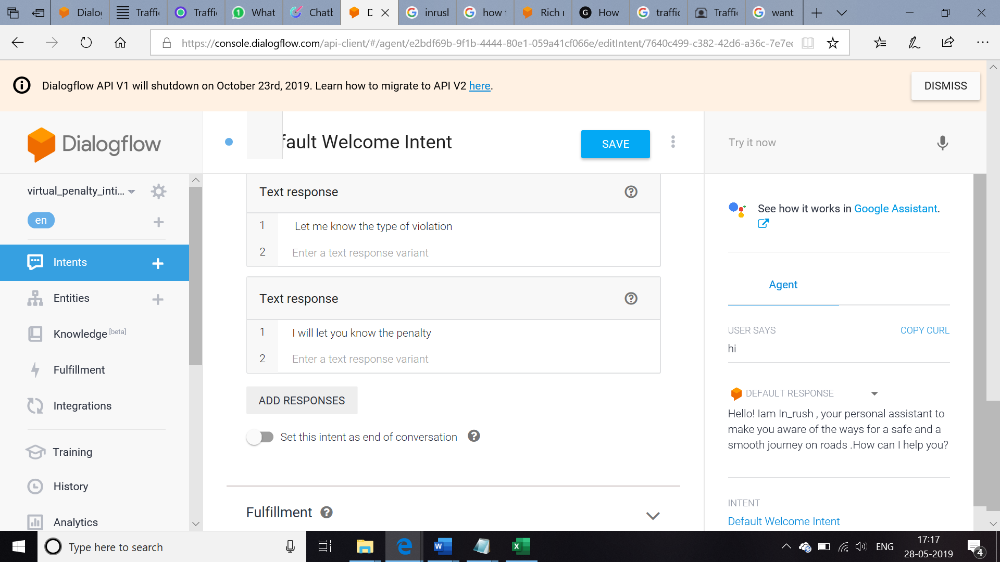 Dialog
Traffic
Traffic
What
Chatb
D
inrush
how t
Rich r
How
traffic
Traffic
want
https://console.dialogflow.com/api-client/#/agent/e2bdf69b-9f1b-4444-80e1-059a41cf066e/editIntent/7640c499-c382-42d6-a36c-7e7ee
Dialogflow API V1 will shutdown on October 23rd, 2019. Learn how to migrate to API V2 here.
DISMISS
Dialogflow
fault Welcome Intent
SAVE
Try it now
virtual_penalty_inti...
en
Intents
Entities
Knowledge [beta]
Fulfillment
Integrations
Training
History
Analytics
Text response
1 Let me know the type of violation
2 Enter a text response variant
Text response
1 I will let you know the penalty
2 Enter a text response variant
ADD RESPONSES
Set this intent as end of conversation
Fulfillment
See how it works in Google Assistant.
Agent
USER SAYS
COPY CURL
hi
DEFAULT RESPONSE
Hello! Iam In_rush , your personal assistant to
make you aware of the ways for a safe and a
smooth journey on roads .How can I help you?
INTENT
Default Welcome Intent
Type here to search
ENG
17:17
28-05-2019
4